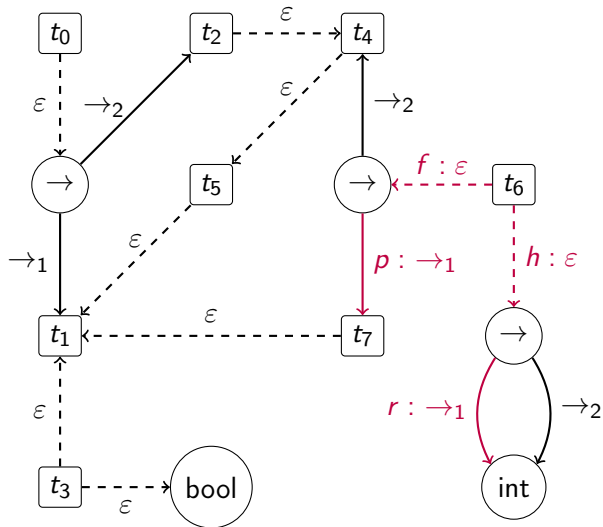 t₀ t₂ ε t₄
ε →₂ ε →₂
→ t₅ → f : ε t₆
→₁ ε p : →₁ h : ε
t₁ ε t₇ →
ε r : →₁ →₂
t₃ ε bool int